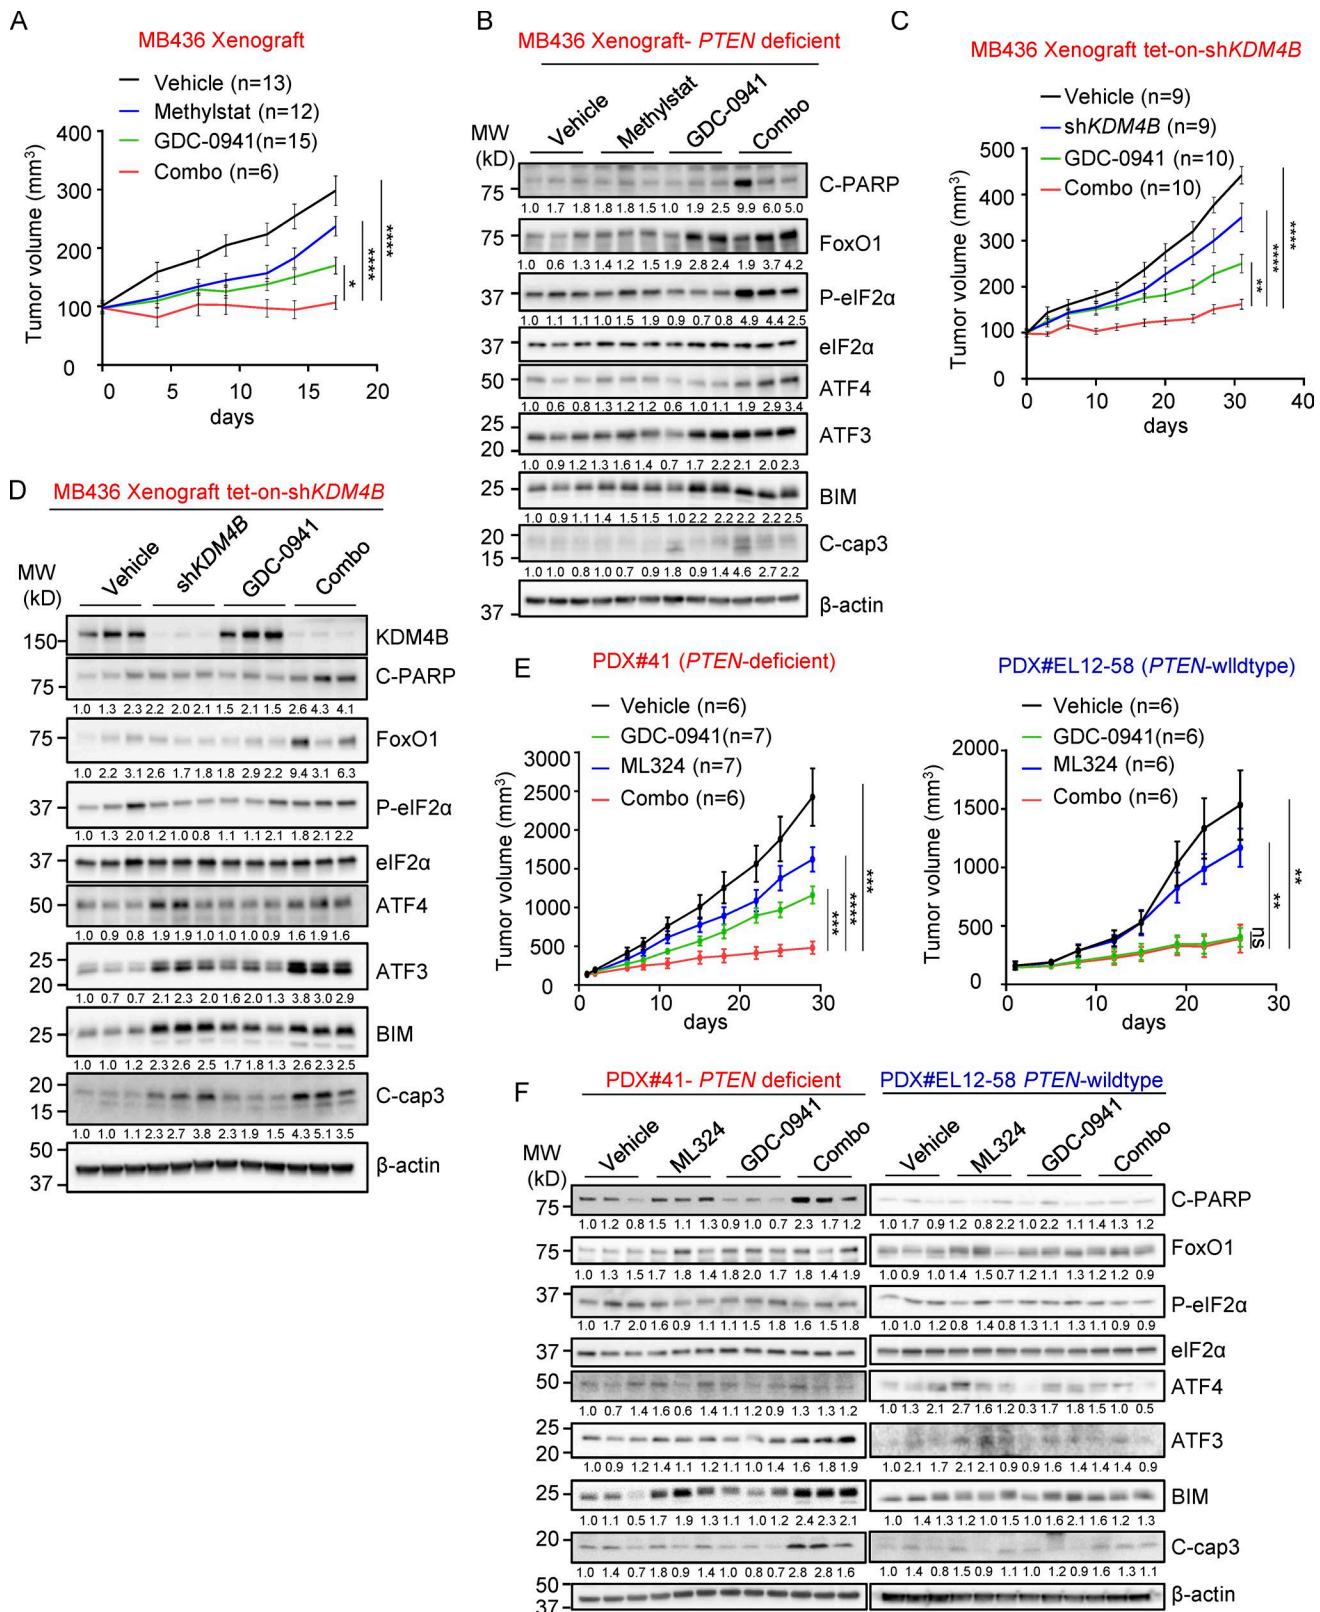 A
MB436 Xenograft
Vehicle (n=13)
Methylstat (n=12)
GDC-0941(n=15)
Combo (n=6)
Tumor volume (mm³)
400
300
200
100
0
0 5 10 15 20
days
*
****
****
B
MB436 Xenograft- PTEN deficient
Vehicle Methylstat GDC-0941 Combo
MW
(kD)
75 C-PARP
1.0 1.7 1.8 1.8 1.8 1.5 1.0 1.9 2.5 9.9 6.0 5.0
75 FoxO1
1.0 0.6 1.3 1.4 1.2 1.5 1.9 2.8 2.4 1.9 3.7 4.2
37 P-eIF2α
1.0 1.1 1.1 1.0 1.5 1.9 0.9 0.7 0.8 4.9 4.4 2.5
37 eIF2α
50 ATF4
1.0 0.6 0.8 1.3 1.2 1.2 0.6 1.0 1.1 1.9 2.9 3.4
25
20 ATF3
1.0 0.9 1.2 1.3 1.6 1.4 0.7 1.7 2.2 2.1 2.0 2.3
25 BIM
1.0 0.9 1.1 1.4 1.5 1.5 1.0 2.2 2.2 2.2 2.2 2.5
20
15 C-cap3
1.0 1.0 0.8 1.0 0.7 0.9 1.8 0.9 1.4 4.6 2.7 2.2
37 β-actin
C
MB436 Xenograft tet-on-shKDM4B
Vehicle (n=9)
shKDM4B (n=9)
GDC-0941 (n=10)
Combo (n=10)
Tumor volume (mm³)
500
400
300
200
100
0
0 10 20 30 40
days
**
****
****
D
MB436 Xenograft tet-on-shKDM4B
Vehicle shKDM4B GDC-0941 Combo
MW
(kD)
150 KDM4B
75 C-PARP
1.0 1.3 2.3 2.2 2.0 2.1 1.5 2.1 1.5 2.6 4.3 4.1
75 FoxO1
1.0 2.2 3.1 2.6 1.7 1.8 1.8 2.9 2.2 9.4 3.1 6.3
37 P-eIF2α
1.0 1.3 2.0 1.2 1.0 0.8 1.1 1.1 2.1 1.8 2.1 2.2
37 eIF2α
50 ATF4
1.0 0.9 0.8 1.9 1.9 1.0 1.0 1.0 0.9 1.6 1.9 1.6
25
20 ATF3
1.0 0.7 0.7 2.1 2.3 2.0 1.6 2.0 1.3 3.8 3.0 2.9
25 BIM
1.0 1.0 1.2 2.3 2.6 2.5 1.7 1.8 1.3 2.6 2.3 2.5
20
15 C-cap3
1.0 1.0 1.1 2.3 2.7 3.8 2.3 1.9 1.5 4.3 5.1 3.5
50
37 β-actin
E
PDX#41 (PTEN-deficient)
Vehicle (n=6)
GDC-0941(n=7)
ML324 (n=7)
Combo (n=6)
Tumor volume (mm³)
3000
2500
2000
1500
1000
500
0
0 10 20 30
days
***
****
***
PDX#EL12-58 (PTEN-wlldtype)
Vehicle (n=6)
GDC-0941(n=6)
ML324 (n=6)
Combo (n=6)
Tumor volume (mm³)
2000
1500
1000
500
0
0 10 20 30
days
ns
**
**
F
PDX#41- PTEN deficient PDX#EL12-58 PTEN-wildtype
Vehicle ML324 GDC-0941 Combo Vehicle ML324 GDC-0941 Combo
MW
(kD)
75 C-PARP
1.0 1.2 0.8 1.5 1.1 1.3 0.9 1.0 0.7 2.3 1.7 1.2 1.0 1.7 0.9 1.2 0.8 2.2 1.0 2.2 1.1 1.4 1.3 1.2
75 FoxO1
1.0 1.3 1.5 1.7 1.8 1.4 1.8 2.0 1.7 1.8 1.4 1.9 1.0 0.9 1.0 1.4 1.5 0.7 1.2 1.1 1.3 1.2 1.2 0.9
37 P-eIF2α
1.0 1.7 2.0 1.6 0.9 1.1 1.1 1.5 1.8 1.6 1.5 1.8 1.0 1.0 1.2 0.8 1.4 0.8 1.3 1.1 1.3 1.1 0.9 0.9
37 eIF2α
50 ATF4
1.0 0.7 1.4 1.6 0.6 1.4 1.1 1.2 0.9 1.3 1.3 1.2 1.0 1.3 2.1 2.7 1.6 1.2 0.3 1.7 1.8 1.5 1.0 0.5
25
20 ATF3
1.0 0.9 1.2 1.4 1.1 1.2 1.1 1.0 1.4 1.6 1.8 1.9 1.0 2.1 1.7 2.1 2.1 0.9 0.9 1.6 1.4 1.4 1.4 0.9
25 BIM
1.0 1.1 0.5 1.7 1.9 1.3 1.1 1.0 1.2 2.4 2.3 2.1 1.0 1.4 1.3 1.2 1.0 1.5 1.0 1.6 2.1 1.6 1.2 1.3
20 C-cap3
1.0 1.4 0.7 1.8 0.9 1.4 1.0 0.8 0.7 2.8 2.8 1.6 1.0 1.4 0.8 1.5 0.9 1.1 1.0 1.2 0.9 1.6 1.3 1.1
50
37 β-actin